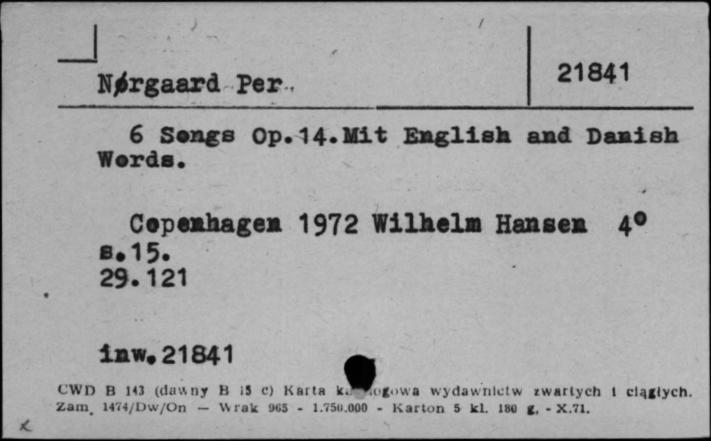 Nørgaard Per.
21841
6 Songs Op.14.Mit English and Danish
Words.
Copenhagen 1972 Wilhelm Hansen 4°
s.15.
29.121
inw.21841
CWD B 143 (dawny B 15 c) Karta wydawnictw zwartych i ciągłych.
Zam. 1474/Dw/On — Wrak 965 - 1.750.000 - Karton 5 kl. 180 g. - X.71.